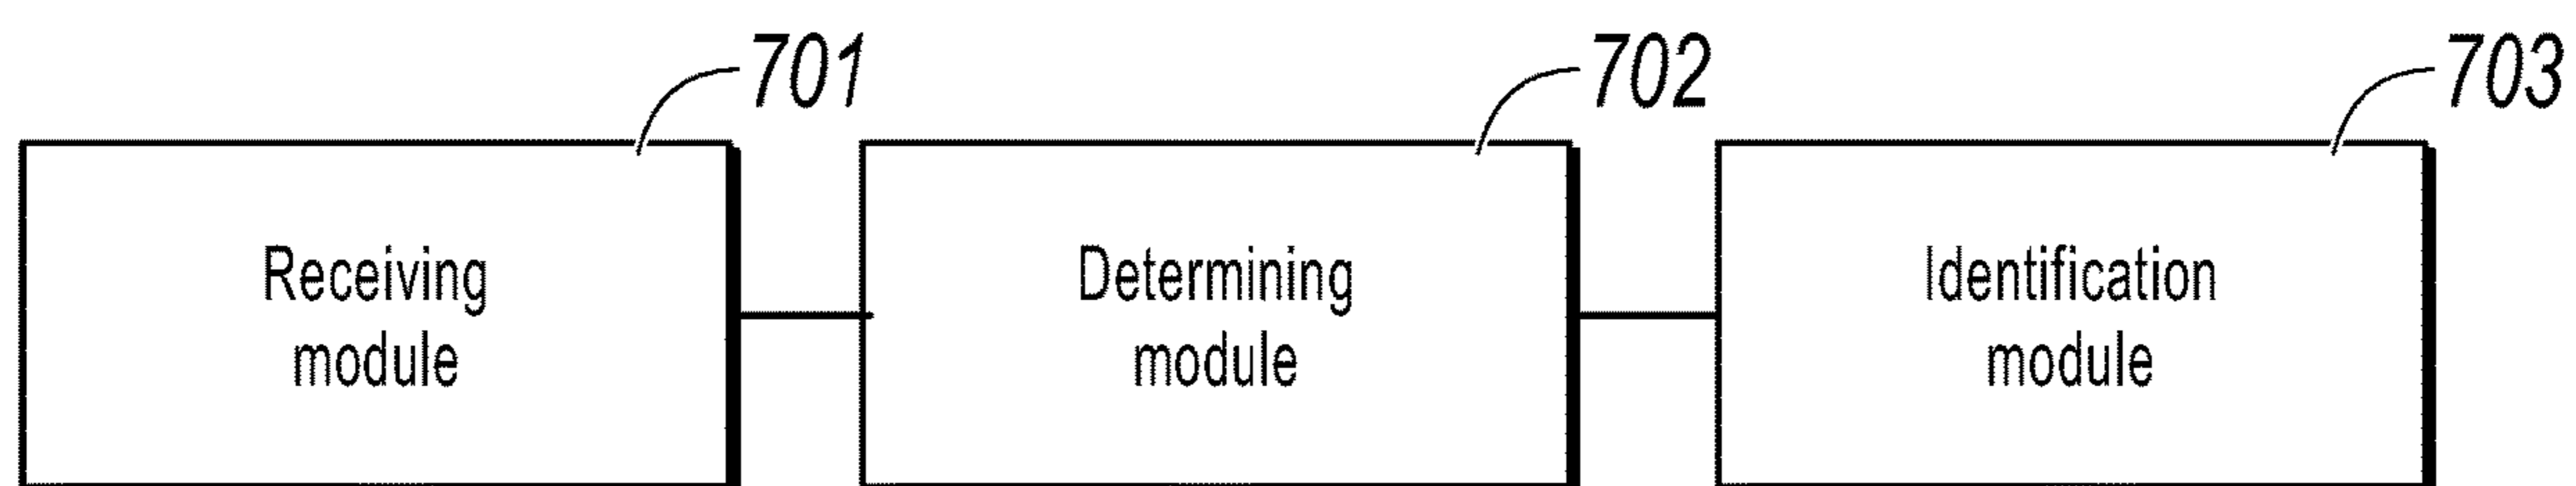 701
702
703
Receiving
module
Determining
module
Identification
module